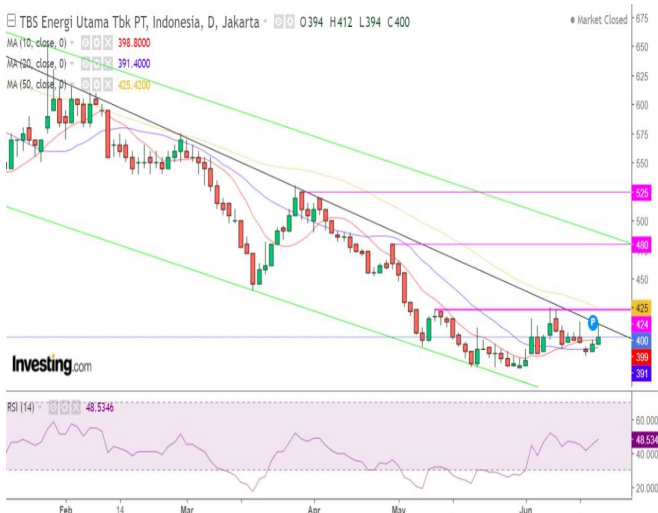 TBS Energi Utama Tbk PT, Indonesia, D, Jakarta O394 H412 L394 C400
Market Closed
MA (10, close, 0) 398.8000
MA (20, close, 0) 391.4000
MA (50, close, 0) 425.4200
675
650
625
600
575
550
525
500
480
450
425
424
400
399
391
P
Investing.com
RSI (14) 48.5346
60.000
48.534
40.000
20.000
Feb 14 Mar Apr May Jun